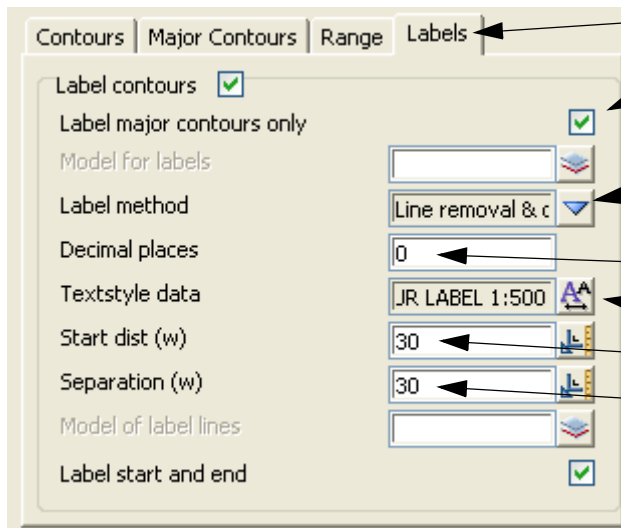 Contours Major Contours Range Labels
Label contours
Label major contours only
Model for labels
Label method Line removal & c
Decimal places 0
Textstyle data JR LABEL 1:500
Start dist (w) 30
Separation (w) 30
Model of label lines
Label start and end